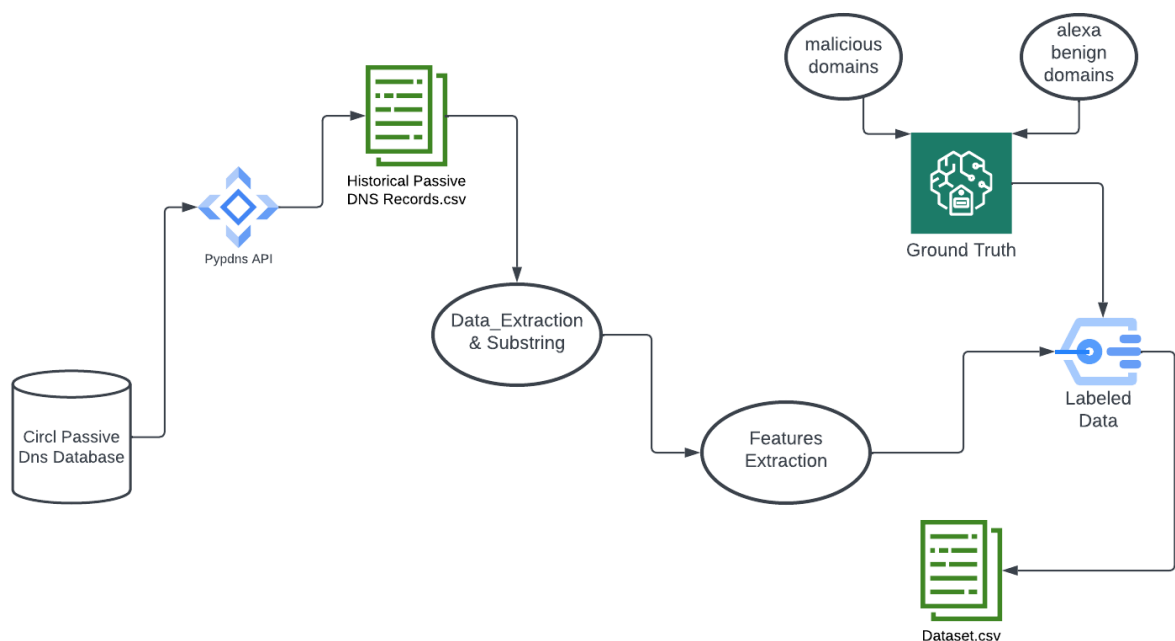 malicious
domains
alexa
benign
domains
Historical Passive
DNS Records.csv
Pypdns API
Ground Truth
Data_Extraction
& Substring
Circl Passive
Dns Database
Features
Extraction
Labeled
Data
Dataset.csv